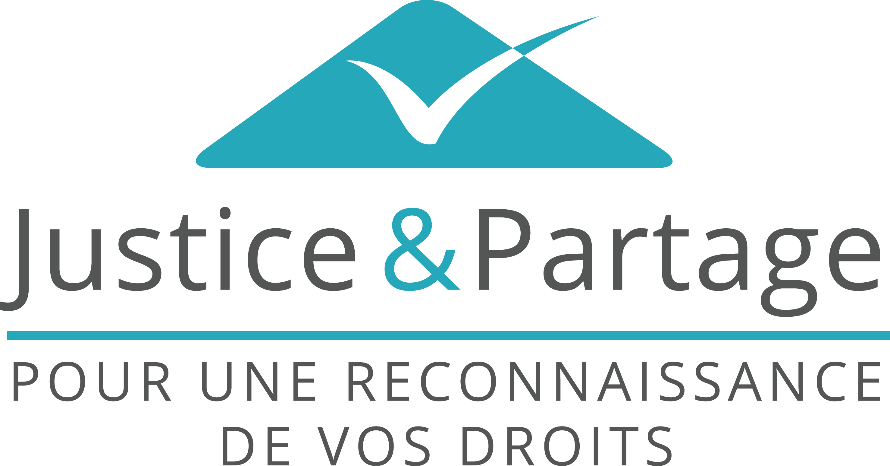 Justice & Partage
POUR UNE RECONNAISSANCE
DE VOS DROITS